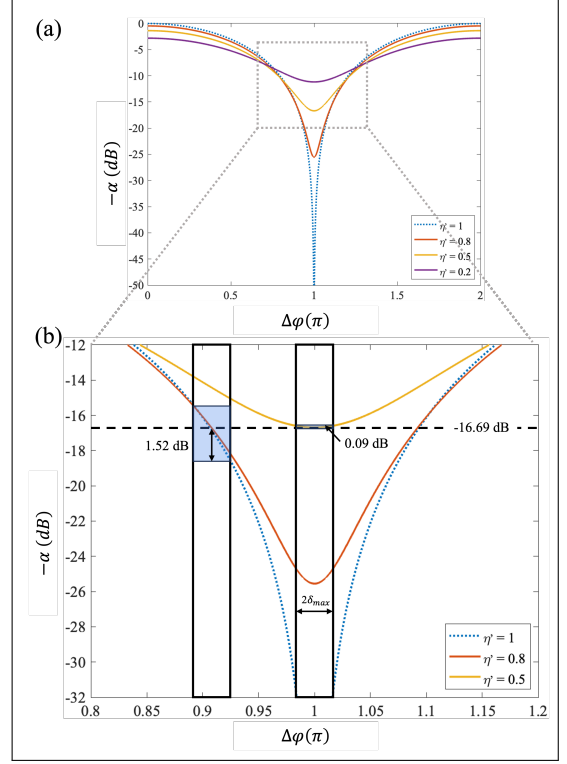 (a)
0
-5
-10
-15
-20
-25
-30
-35
-40
-45
-50
−α (dB)
η' = 1
η' = 0.8
η' = 0.5
η' = 0.2
0 0.5 1 1.5 2
Δφ(π)
(b)
-12
-14
-16
-18
-20
-22
-24
-26
-28
-30
-32
−α (dB)
-16.69 dB
1.52 dB
0.09 dB
2δmax
η' = 1
η' = 0.8
η' = 0.5
0.8 0.85 0.9 0.95 1 1.05 1.1 1.15 1.2
Δφ(π)